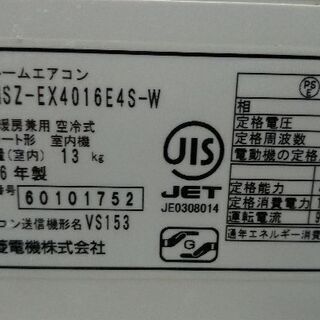 ームエアコン
MSZ-EX4016E4S-W
暖房兼用 空冷式
ート形 室内機
量(室内) 13 kg
6年製
番号 60101752
コン送信機形名 VS153
菱電機株式会社
JIS
JET
JE0308014
G
PS
E
相
定格電圧
定格周波数
電動機の定格
定格能力
定格消費電力
運転電流
通年エネルギー消費